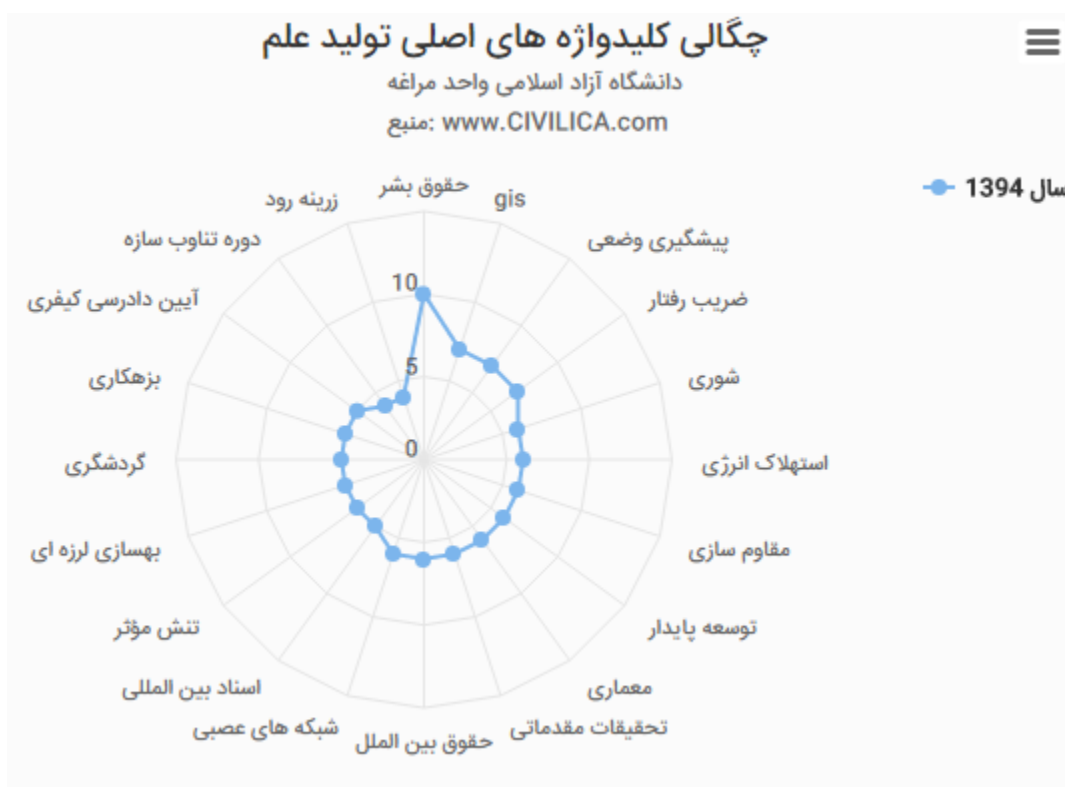 چگالی کلیدواژه های اصلی تولید علم
دانشگاه آزاد اسلامی واحد مراغه
منبع: www.CIVILICA.com
سال 1394
حقوق بشر
gis
پیشگیری وضعی
ضریب رفتار
شوری
استهلاک انرژی
مقاوم سازی
توسعه پایدار
معماری
تحقیقات مقدماتی
حقوق بین الملل
شبکه های عصبی
اسناد بین المللی
تنش مؤثر
بهسازی لرزه ای
گردشگری
بزهکاری
آیین دادرسی کیفری
دوره تناوب سازه
زرینه رود
10
5
0